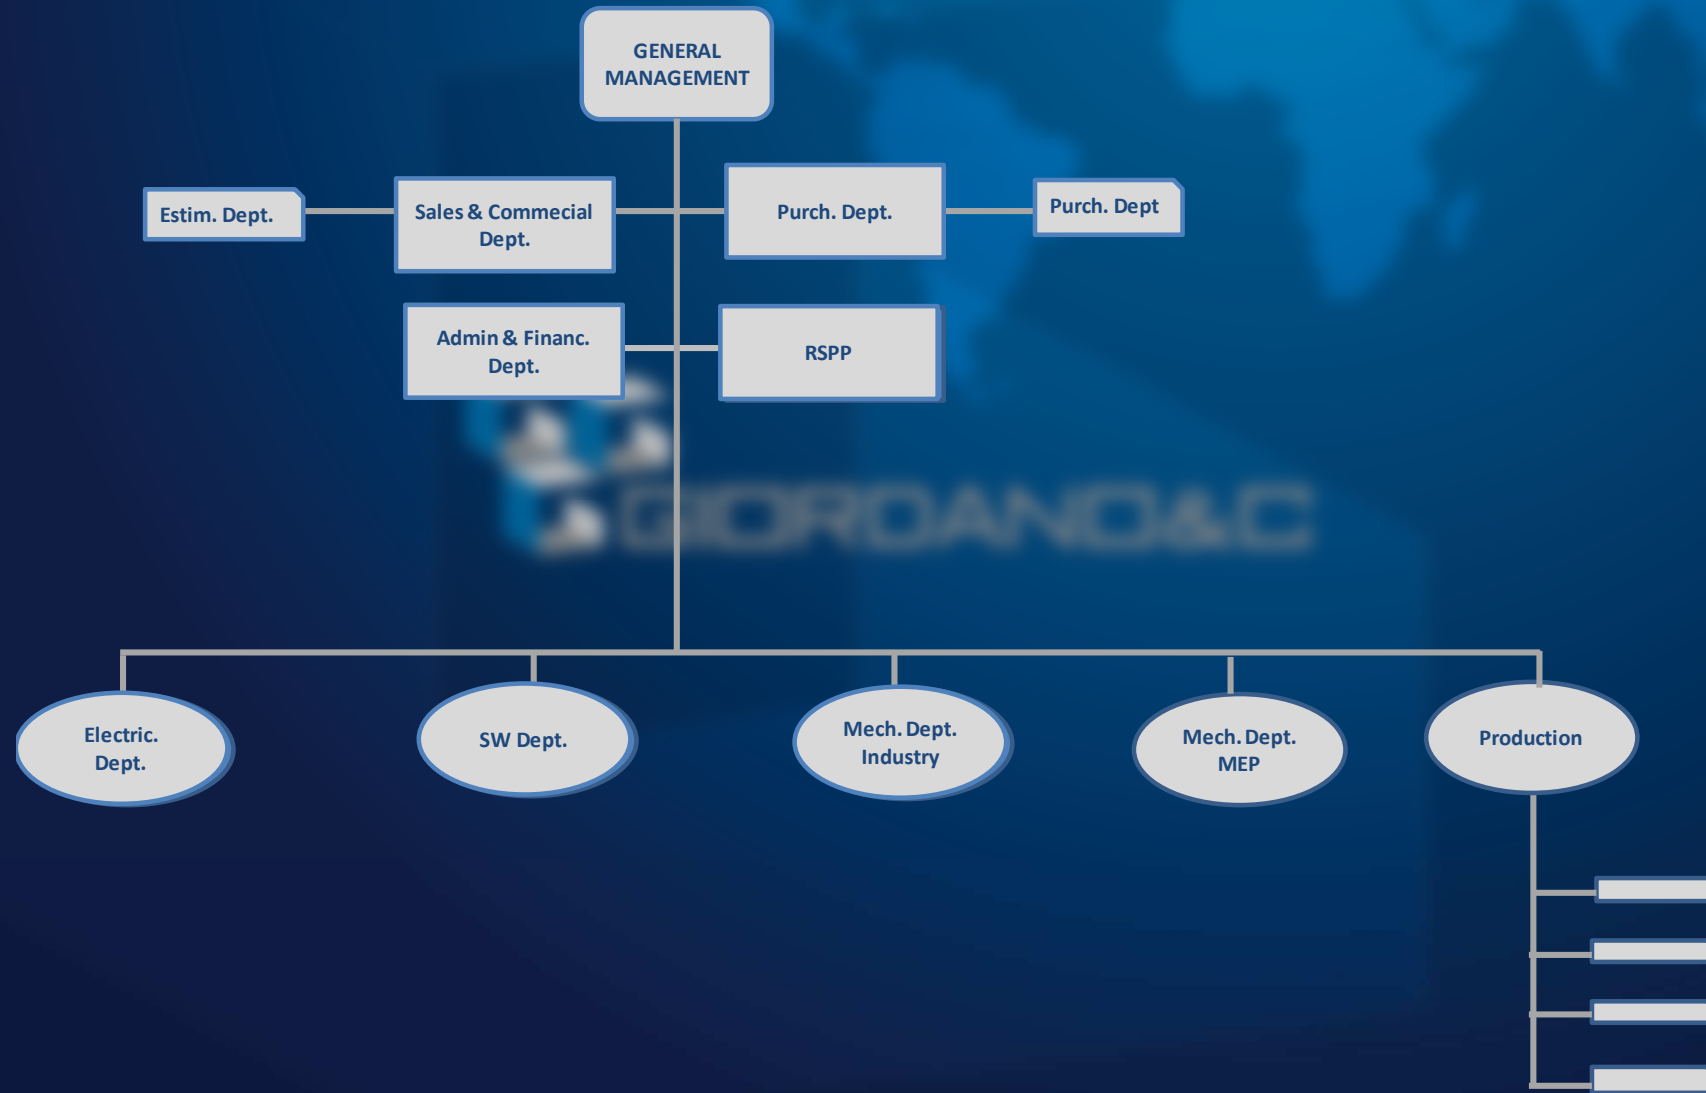 GENERAL
MANAGEMENT
Estim. Dept.
Sales & Commecial
Dept.
Purch. Dept.
Purch. Dept
Admin & Financ.
Dept.
RSPP
GIORDANO&C
Electric.
Dept.
SW Dept.
Mech. Dept.
Industry
Mech. Dept.
MEP
Production